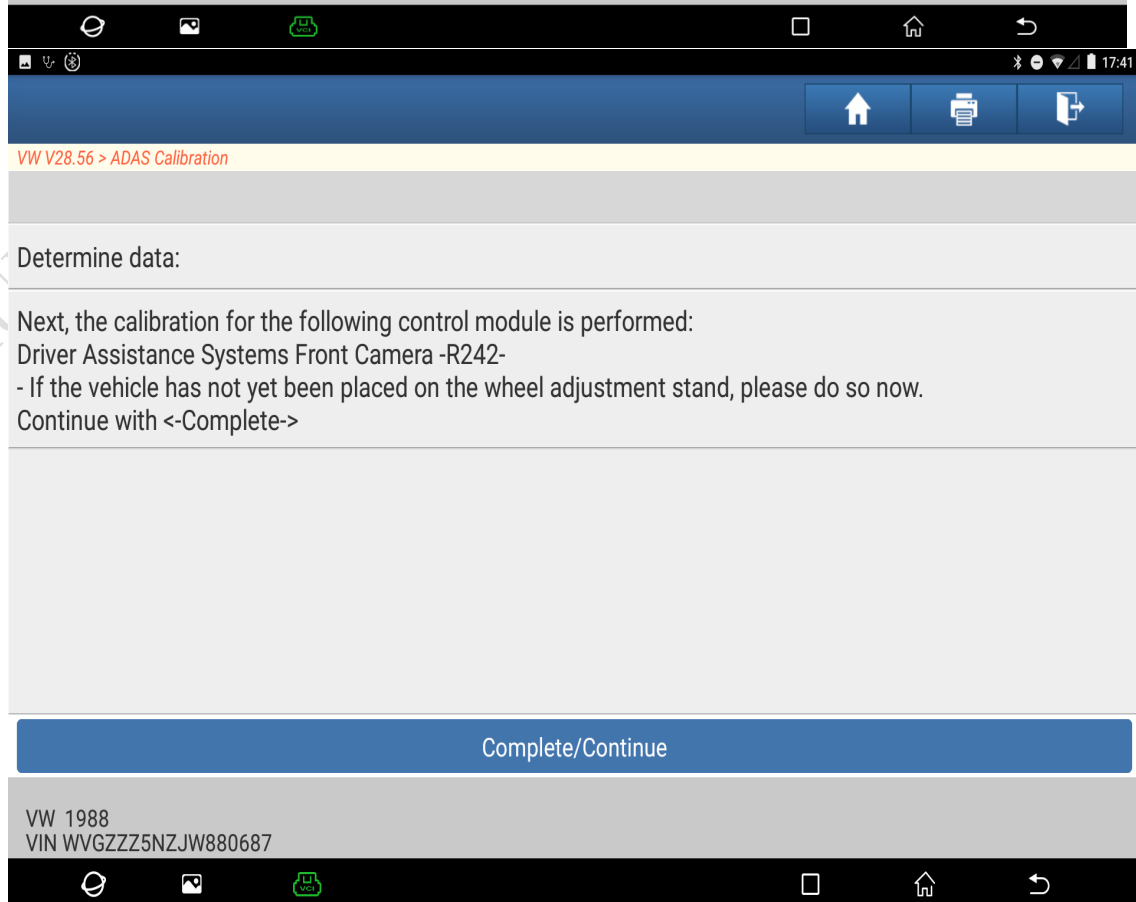 VCI
17:41
VW V28.56 > ADAS Calibration
Determine data:
Next, the calibration for the following control module is performed:
Driver Assistance Systems Front Camera -R242-
- If the vehicle has not yet been placed on the wheel adjustment stand, please do so now.
Continue with <-Complete->
Complete/Continue
VW 1988
VIN WVGZZZ5NZJW880687
VCI